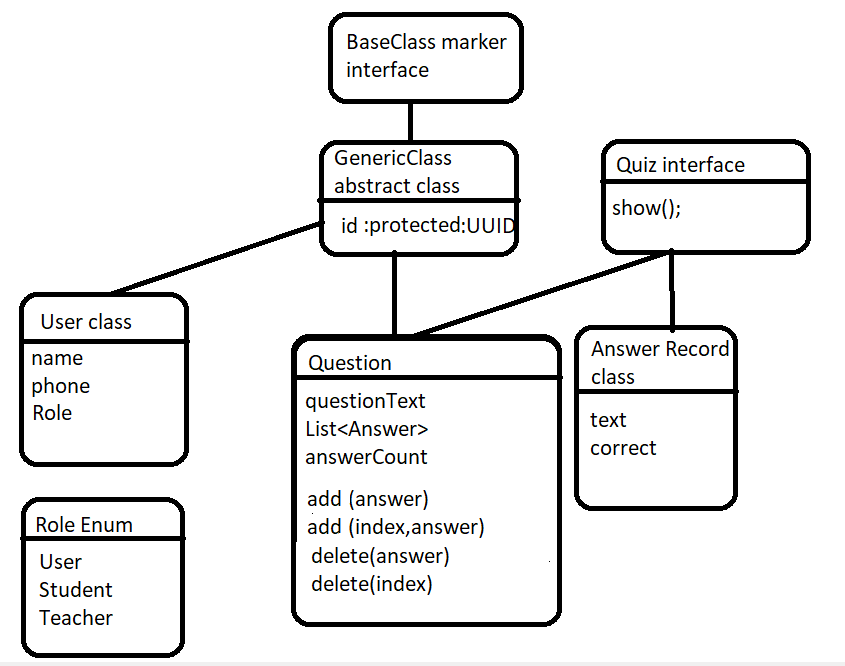 BaseClass marker
interface
GenericClass
abstract class
id :protected:UUID
Quiz interface
show();
User class
name
phone
Role
Question
questionText
List<Answer>
answerCount
add (answer)
add (index,answer)
delete(answer)
delete(index)
Answer Record
class
text
correct
Role Enum
User
Student
Teacher